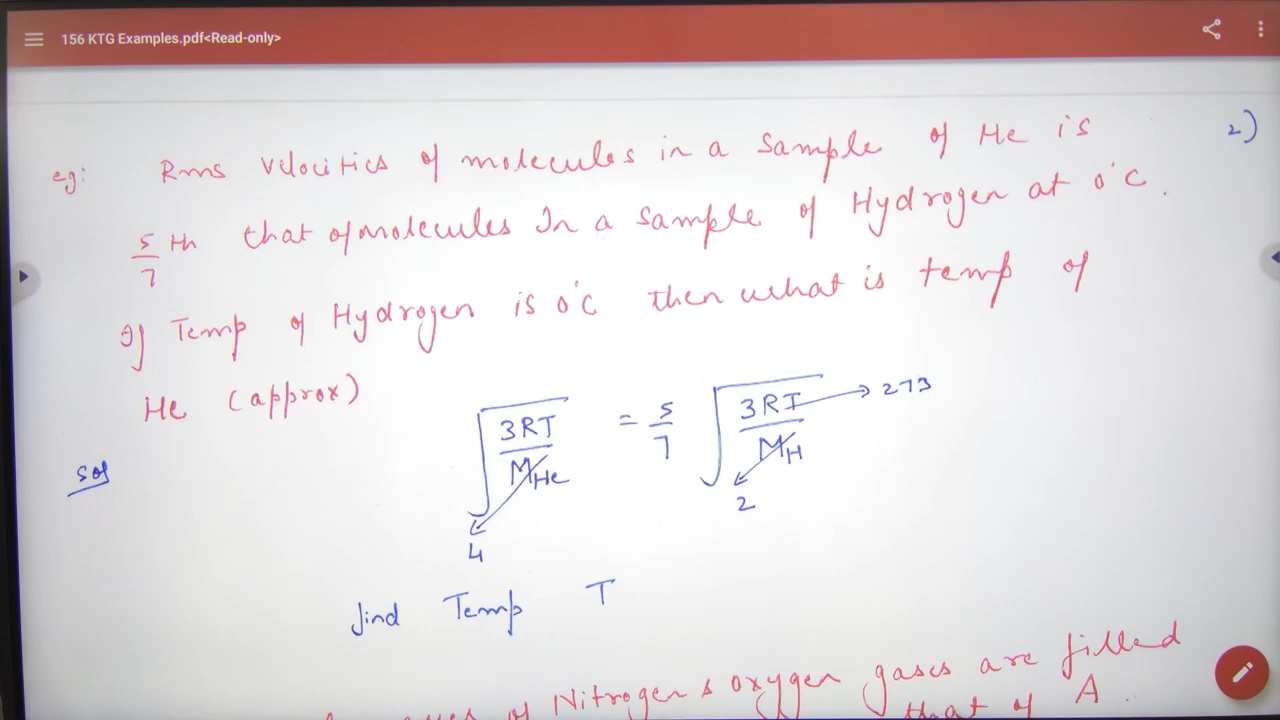 156 KTG Examples.pdf<Read-only>
2)
eg: Rms velocities of molecules in a sample of He is
5/7 th that of molecules In a sample of Hydrogen at 0°C.
If Temp of Hydrogen is 0°C then what is temp of
He (approx)
sol
√(3RT/M_He) = 5/7 √(3RT/M_H) → 273
4
2
find Temp T
of Nitrogen & oxygen gases are filled
that of A